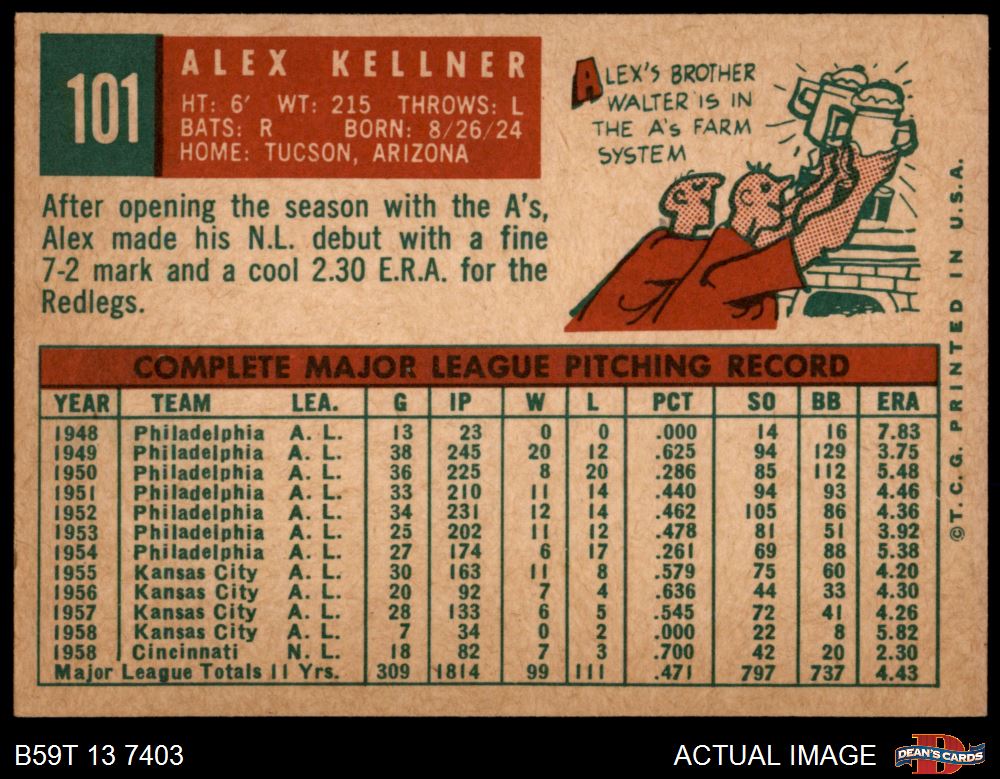 101
ALEX KELLNER
HT: 6' WT: 215 THROWS: L
BATS: R BORN: 8/26/24
HOME: TUCSON, ARIZONA
After opening the season with the A's,
Alex made his N.L. debut with a fine
7-2 mark and a cool 2.30 E.R.A. for the
Redlegs.
ALEX'S BROTHER
WALTER IS IN
THE A'S FARM
SYSTEM
COMPLETE MAJOR LEAGUE PITCHING RECORD
YEAR TEAM LEA. G IP W L PCT SO BB ERA
1948 Philadelphia A. L. 13 23 0 0 .000 14 16 7.83
1949 Philadelphia A. L. 38 245 20 12 .625 94 129 3.75
1950 Philadelphia A. L. 36 225 8 20 .286 85 112 5.48
1951 Philadelphia A. L. 33 210 11 14 .440 94 93 4.46
1952 Philadelphia A. L. 34 231 12 14 .462 105 86 4.36
1953 Philadelphia A. L. 25 202 11 12 .478 81 51 3.92
1954 Philadelphia A. L. 27 174 6 17 .261 69 88 5.38
1955 Kansas City A. L. 30 163 11 8 .579 75 60 4.20
1956 Kansas City A. L. 20 92 7 4 .636 44 33 4.30
1957 Kansas City A. L. 28 133 6 5 .545 72 41 4.26
1958 Kansas City A. L. 7 34 0 2 .000 22 8 5.82
1958 Cincinnati N. L. 18 82 7 3 .700 42 20 2.30
Major League Totals 11 Yrs. 309 1814 99 111 .471 797 737 4.43
©T.C.G. PRINTED IN U.S.A.
B59T 13 7403
ACTUAL IMAGE
D
DEAN'S CARDS